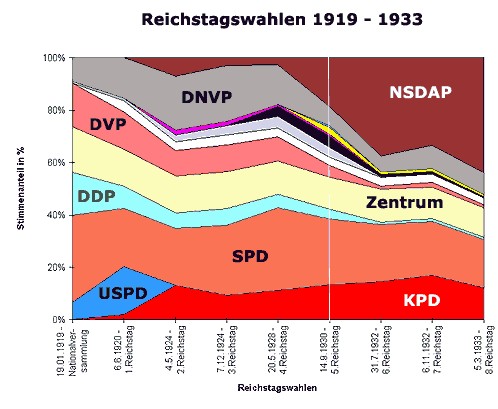 Reichstagswahlen 1919 - 1933
100%
80%
60%
40%
20%
0%
Stimmenanteil in %
NSDAP
DNVP
DVP
Zentrum
DDP
SPD
USPD
KPD
19.01.1919 -
Nationalver-
sammlung
6.6.1920 -
1.Reichstag
4.5.1924 -
2.Reichstag
7.12.1924 -
3.Reichstag
20.5.1928 -
4.Reichstag
14.9.1930 -
5.Reichstag
31.7.1932 -
6.Reichstag
6.11.1932 -
7.Reichstag
5.3.1933 -
8.Reichstag
Reichstagswahlen